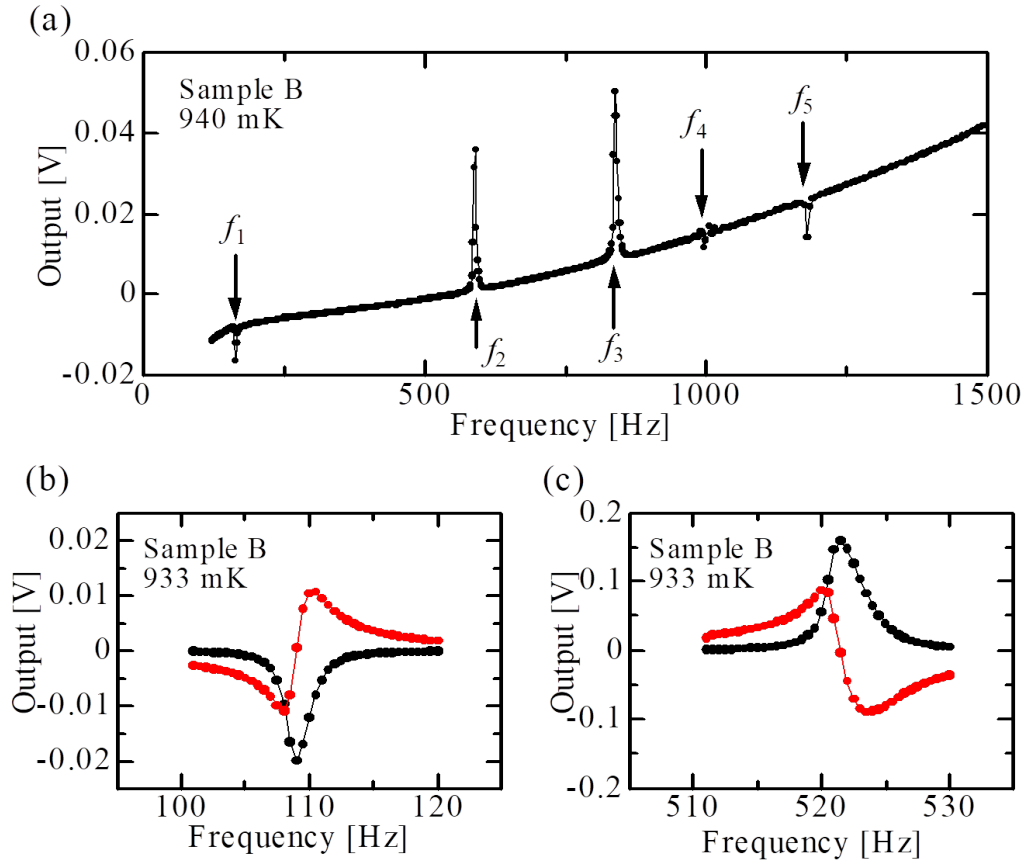 (a)
0.06
0.04
0.02
0
-0.02
Output [V]
Sample B
940 mK
f1
f2
f3
f4
f5
0
500
1000
1500
Frequency [Hz]
(b)
0.02
0.01
0
-0.01
-0.02
Output [V]
Sample B
933 mK
100
110
120
Frequency [Hz]
(c)
0.2
0.1
0
-0.1
-0.2
Output [V]
Sample B
933 mK
510
520
530
Frequency [Hz]